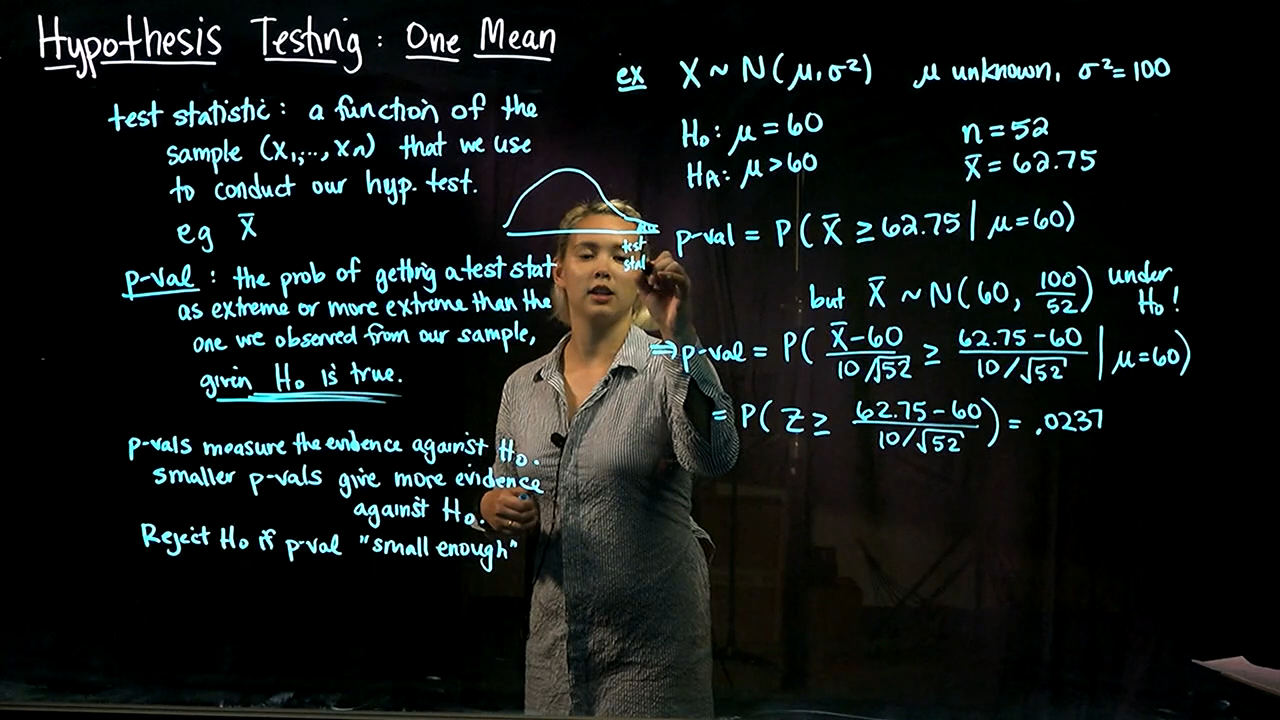 Hypothesis Testing: One Mean
test statistic: a function of the
sample (x₁,..., xₙ) that we use
to conduct our hyp. test.
eg X̄
p-val: the prob of getting a test stat
as extreme or more extreme than the
one we observed from our sample,
given H₀ is true.
p-vals measure the evidence against H₀.
smaller p-vals give more evidence
against H₀.
Reject H₀ if p-val "small enough"
test
stat
ex X ~ N(μ, σ²) μ unknown, σ² = 100
H₀: μ = 60 n = 52
HA: μ > 60 x̄ = 62.75
p-val = P(X̄ ≥ 62.75 | μ = 60)
but X̄ ~ N(60, 100/52) under H₀!
⇒ p-val = P( (X̄ - 60)/(10/√52) ≥ (62.75 - 60)/(10/√52) | μ = 60)
= P( Z ≥ (62.75 - 60)/(10/√52) ) = .0237